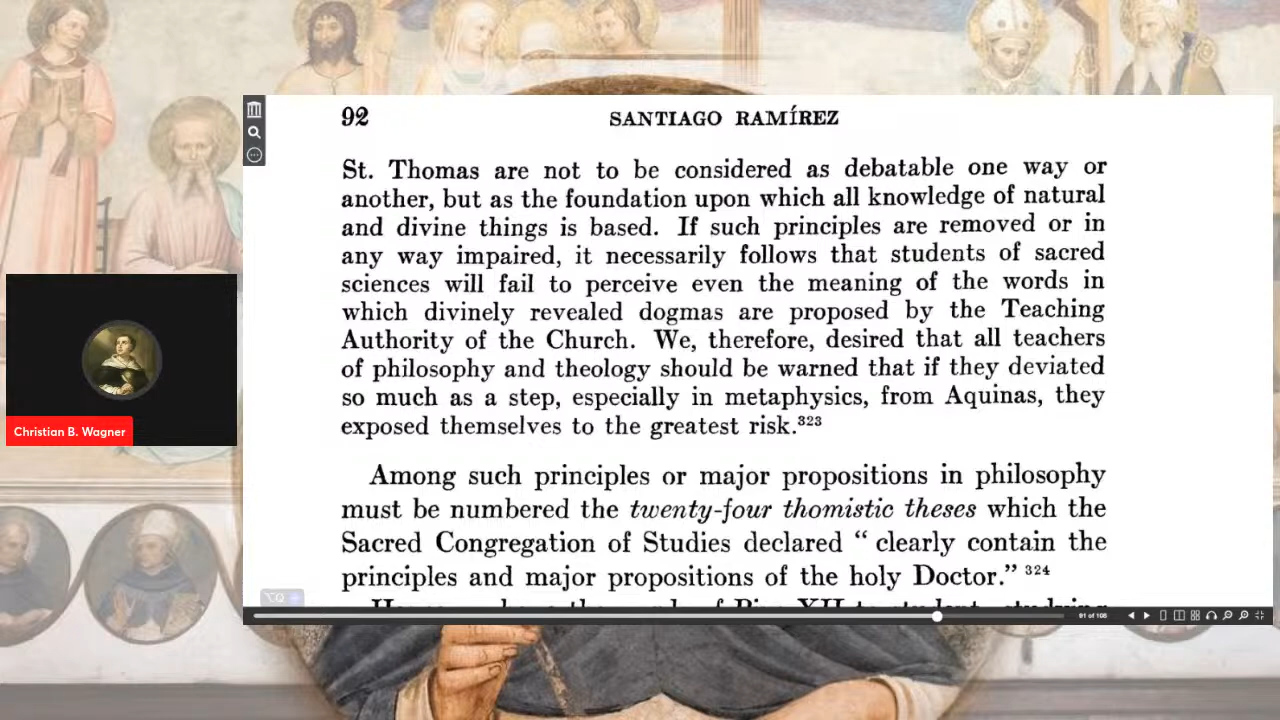 92
SANTIAGO RAMÍREZ
St. Thomas are not to be considered as debatable one way or
another, but as the foundation upon which all knowledge of natural
and divine things is based. If such principles are removed or in
any way impaired, it necessarily follows that students of sacred
sciences will fail to perceive even the meaning of the words in
which divinely revealed dogmas are proposed by the Teaching
Authority of the Church. We, therefore, desired that all teachers
of philosophy and theology should be warned that if they deviated
so much as a step, especially in metaphysics, from Aquinas, they
exposed themselves to the greatest risk.³²³
Among such principles or major propositions in philosophy
must be numbered the twenty-four thomistic theses which the
Sacred Congregation of Studies declared “ clearly contain the
principles and major propositions of the holy Doctor.” ³²⁴
Christian B. Wagner
91 of 108